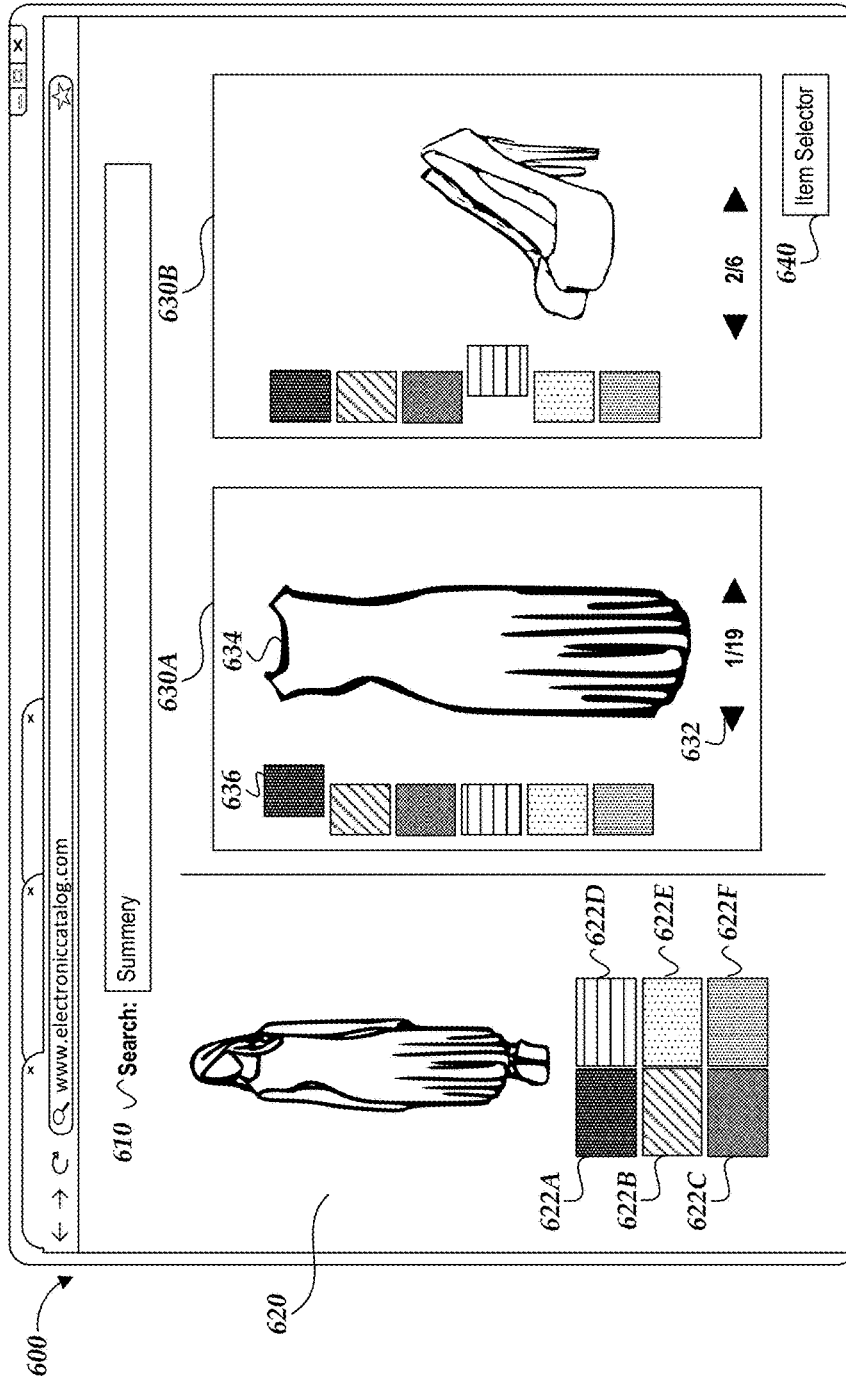 600
x
x
x
x
www.electroniccatalog.com
610
Search: Summery
620
630A
630B
636
634
632
1/19
2/6
622A
622D
622B
622E
622C
622F
640
Item Selector